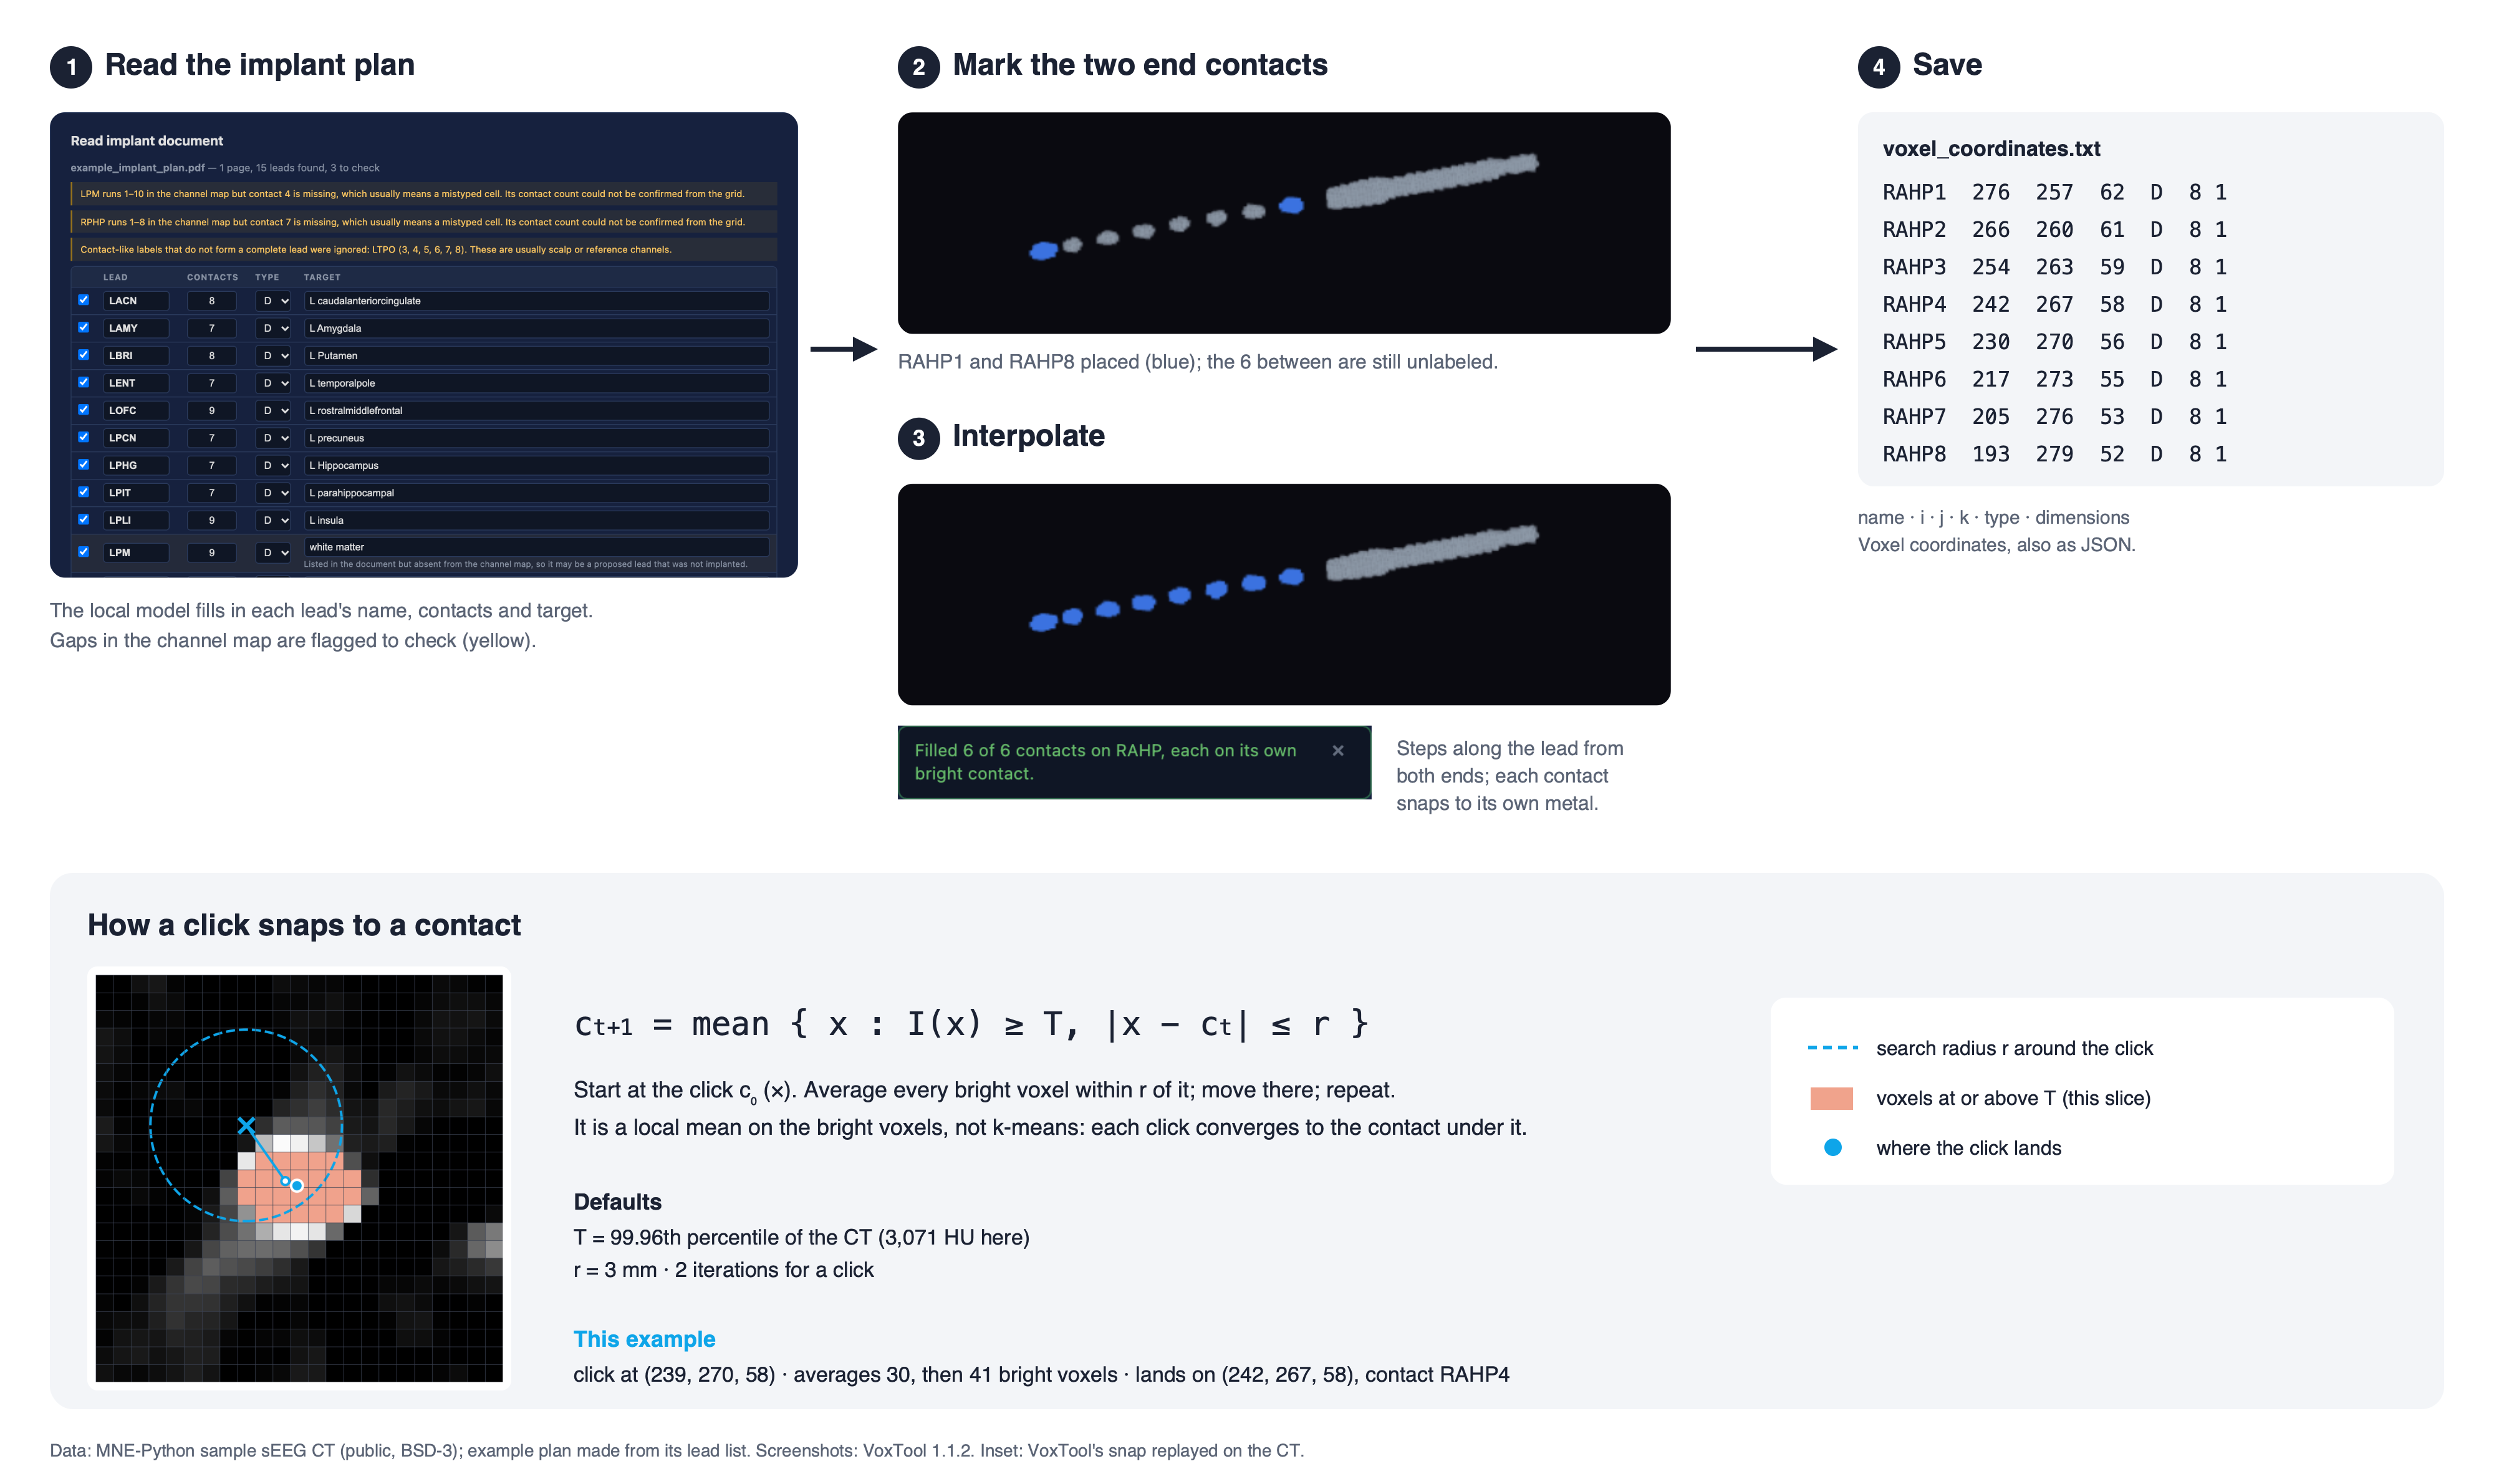 1 Read the implant plan
Read implant document
example_implant_plan.pdf — 1 page, 15 leads found, 3 to check
LPM runs 1–10 in the channel map but contact 4 is missing, which usually means a mistyped cell. Its contact count could not be confirmed from the grid.
RPHP runs 1–8 in the channel map but contact 7 is missing, which usually means a mistyped cell. Its contact count could not be confirmed from the grid.
Contact-like labels that do not form a complete lead were ignored: LTPO (3, 4, 5, 6, 7, 8). These are usually scalp or reference channels.
LEAD CONTACTS TYPE TARGET
LACN 8 D L caudalanteriorcingulate
LAMY 7 D L Amygdala
LBRI 8 D L Putamen
LENT 7 D L temporalpole
LOFC 9 D L rostralmiddlefrontal
LPCN 7 D L precuneus
LPHG 7 D L Hippocampus
LPIT 7 D L parahippocampal
LPLI 9 D L insula
LPM 9 D white matter
Listed in the document but absent from the channel map, so it may be a proposed lead that was not implanted.
The local model fills in each lead's name, contacts and target.
Gaps in the channel map are flagged to check (yellow).
2 Mark the two end contacts
RAHP1 and RAHP8 placed (blue); the 6 between are still unlabeled.
3 Interpolate
Filled 6 of 6 contacts on RAHP, each on its own ×
bright contact.
Steps along the lead from
both ends; each contact
snaps to its own metal.
4 Save
voxel_coordinates.txt
RAHP1 276 257 62 D 8 1
RAHP2 266 260 61 D 8 1
RAHP3 254 263 59 D 8 1
RAHP4 242 267 58 D 8 1
RAHP5 230 270 56 D 8 1
RAHP6 217 273 55 D 8 1
RAHP7 205 276 53 D 8 1
RAHP8 193 279 52 D 8 1
name · i · j · k · type · dimensions
Voxel coordinates, also as JSON.
How a click snaps to a contact
cₜ₊₁ = mean { x : I(x) ≥ T, |x − cₜ| ≤ r }
Start at the click c₀ (×). Average every bright voxel within r of it; move there; repeat.
It is a local mean on the bright voxels, not k-means: each click converges to the contact under it.
Defaults
T = 99.96th percentile of the CT (3,071 HU here)
r = 3 mm · 2 iterations for a click
This example
click at (239, 270, 58) · averages 30, then 41 bright voxels · lands on (242, 267, 58), contact RAHP4
search radius r around the click
voxels at or above T (this slice)
where the click lands
Data: MNE-Python sample sEEG CT (public, BSD-3); example plan made from its lead list. Screenshots: VoxTool 1.1.2. Inset: VoxTool's snap replayed on the CT.